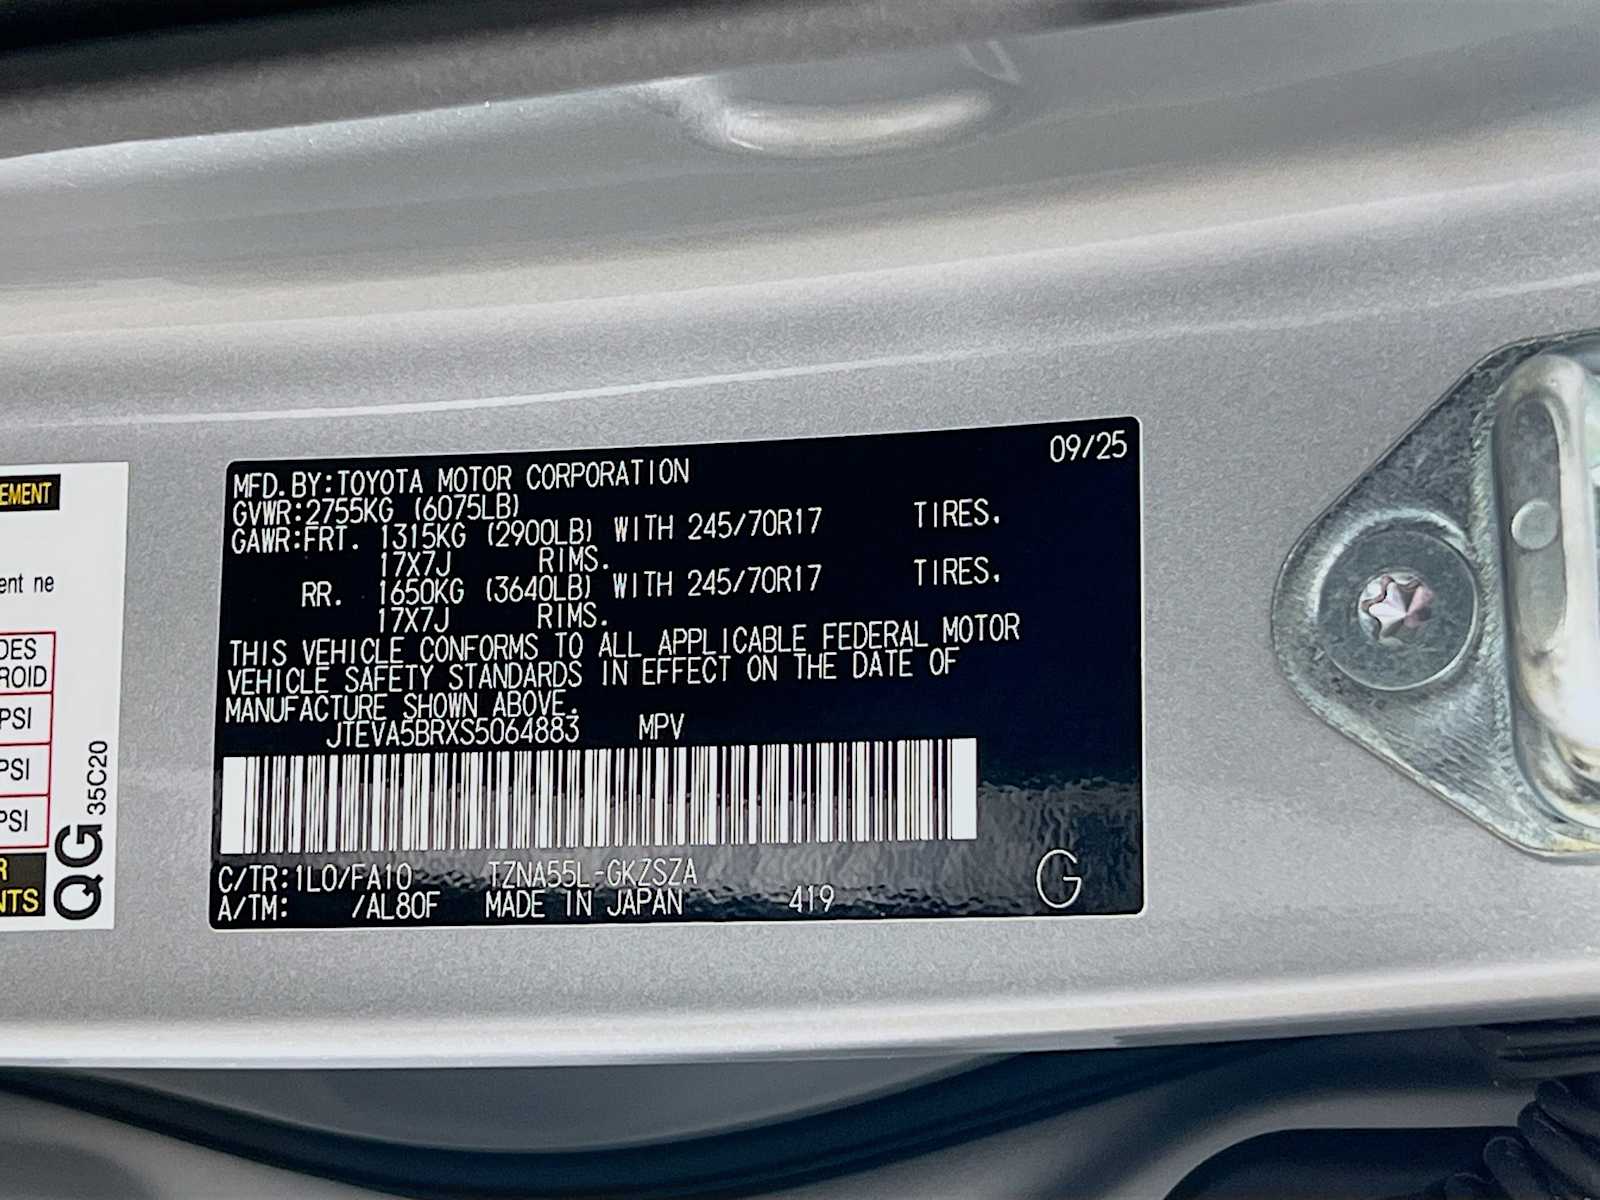 EMENT
ent ne
DES
ROID
PSI
PSI
PSI
R
NTS
QG 35C20
09/25
MFD.BY:TOYOTA MOTOR CORPORATION
GVWR:2755KG (6075LB)
GAWR:FRT. 1315KG (2900LB) WITH 245/70R17 TIRES.
17X7J RIMS.
RR. 1650KG (3640LB) WITH 245/70R17 TIRES.
17X7J RIMS.
THIS VEHICLE CONFORMS TO ALL APPLICABLE FEDERAL MOTOR
VEHICLE SAFETY STANDARDS IN EFFECT ON THE DATE OF
MANUFACTURE SHOWN ABOVE.
JTEVA5BRXS5064883 MPV
C/TR:1L0/FA10 TZNA55L-GKZSZA
A/TM: /AL80F MADE IN JAPAN 419 G